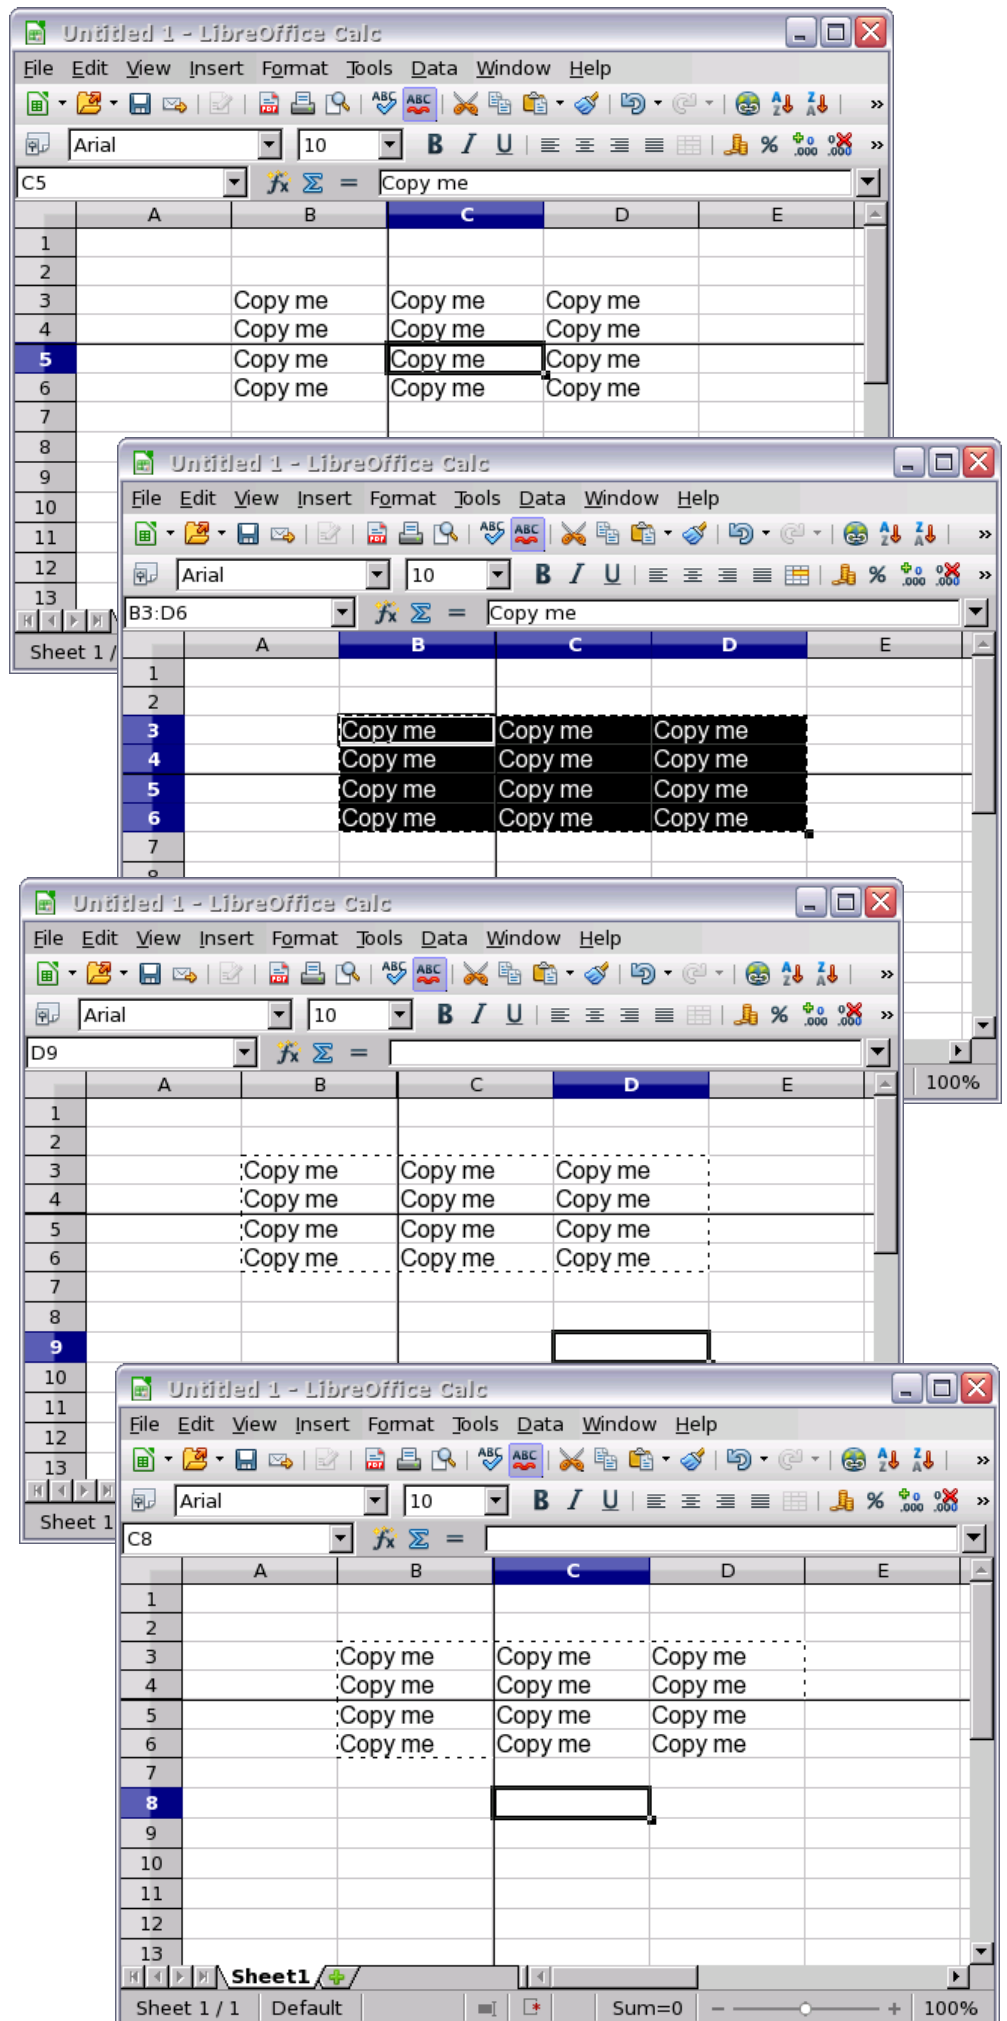 Untitled 1 - LibreOffice Calc
File Edit View Insert Format Tools Data Window Help
Arial 10
C5 Copy me
A B C D E
1
2
3 Copy me Copy me Copy me
4 Copy me Copy me Copy me
5 Copy me Copy me Copy me
6 Copy me Copy me Copy me
7
8
9
10
11
12
13
Sheet 1 /
Untitled 1 - LibreOffice Calc
File Edit View Insert Format Tools Data Window Help
Arial 10
B3:D6 Copy me
A B C D E
1
2
3 Copy me Copy me Copy me
4 Copy me Copy me Copy me
5 Copy me Copy me Copy me
6 Copy me Copy me Copy me
7
100%
Untitled 1 - LibreOffice Calc
File Edit View Insert Format Tools Data Window Help
Arial 10
D9
A B C D E
1
2
3 Copy me Copy me Copy me
4 Copy me Copy me Copy me
5 Copy me Copy me Copy me
6 Copy me Copy me Copy me
7
8
9
10
11
12
13
Sheet 1
Untitled 1 - LibreOffice Calc
File Edit View Insert Format Tools Data Window Help
Arial 10
C8
A B C D E
1
2
3 Copy me Copy me Copy me
4 Copy me Copy me Copy me
5 Copy me Copy me Copy me
6 Copy me Copy me Copy me
7
8
9
10
11
12
13
Sheet1
Sheet 1 / 1 Default Sum=0 100%